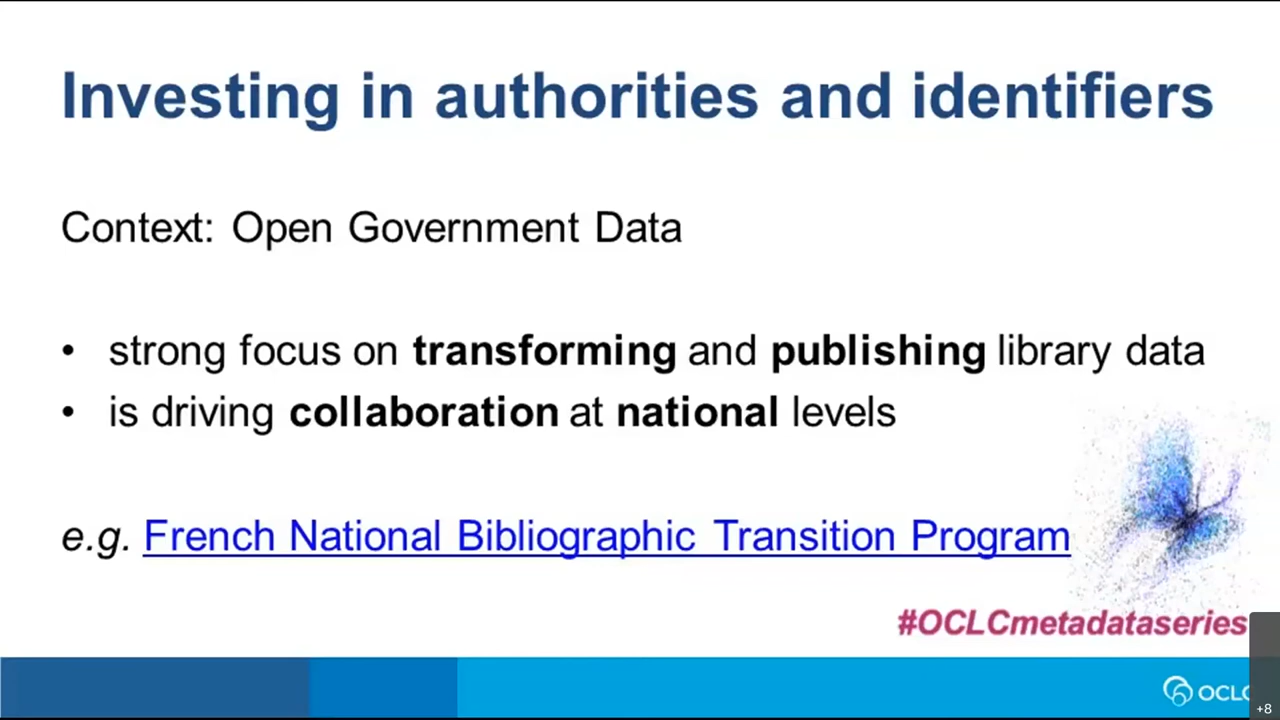 Investing in authorities and identifiers
Context: Open Government Data
• strong focus on transforming and publishing library data
• is driving collaboration at national levels
e.g. French National Bibliographic Transition Program
#OCLCmetadataseries
+8